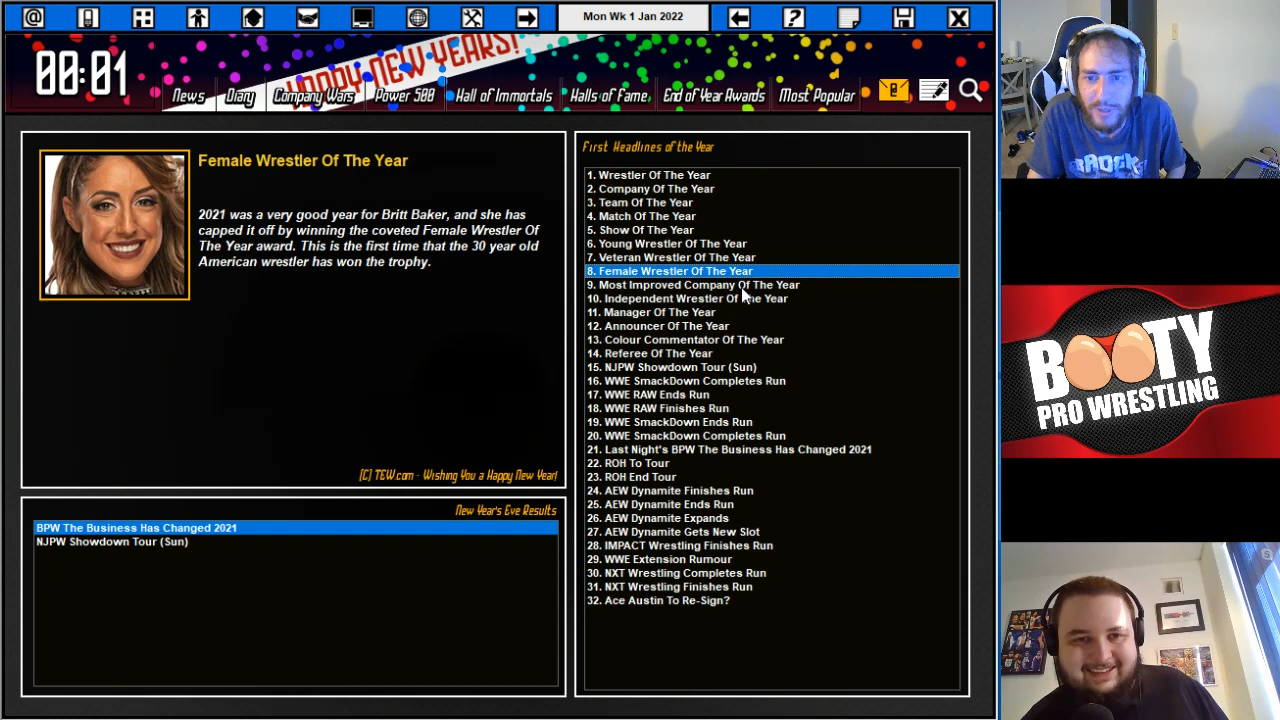 Mon Wk 1 Jan 2022
HAPPY NEW YEARS!
00:01
News
Diary
Company Wars
Power 500
Hall of Immortals
Halls of Fame
End of Year Awards
Most Popular
Female Wrestler Of The Year
2021 was a very good year for Britt Baker, and she has
capped it off by winning the coveted Female Wrestler Of
The Year award. This is the first time that the 30 year old
American wrestler has won the trophy.
(C) TEW.com - Wishing You a Happy New Year!
New Year's Eve Results
BPW The Business Has Changed 2021
NJPW Showdown Tour (Sun)
First Headlines of the Year
1. Wrestler Of The Year
2. Company Of The Year
3. Team Of The Year
4. Match Of The Year
5. Show Of The Year
6. Young Wrestler Of The Year
7. Veteran Wrestler Of The Year
8. Female Wrestler Of The Year
9. Most Improved Company Of The Year
10. Independent Wrestler Of The Year
11. Manager Of The Year
12. Announcer Of The Year
13. Colour Commentator Of The Year
14. Referee Of The Year
15. NJPW Showdown Tour (Sun)
16. WWE SmackDown Completes Run
17. WWE RAW Ends Run
18. WWE RAW Finishes Run
19. WWE SmackDown Ends Run
20. WWE SmackDown Completes Run
21. Last Night's BPW The Business Has Changed 2021
22. ROH To Tour
23. ROH End Tour
24. AEW Dynamite Finishes Run
25. AEW Dynamite Ends Run
26. AEW Dynamite Expands
27. AEW Dynamite Gets New Slot
28. IMPACT Wrestling Finishes Run
29. WWE Extension Rumour
30. NXT Wrestling Completes Run
31. NXT Wrestling Finishes Run
32. Ace Austin To Re-Sign?
BOOTY
PRO WRESTLING